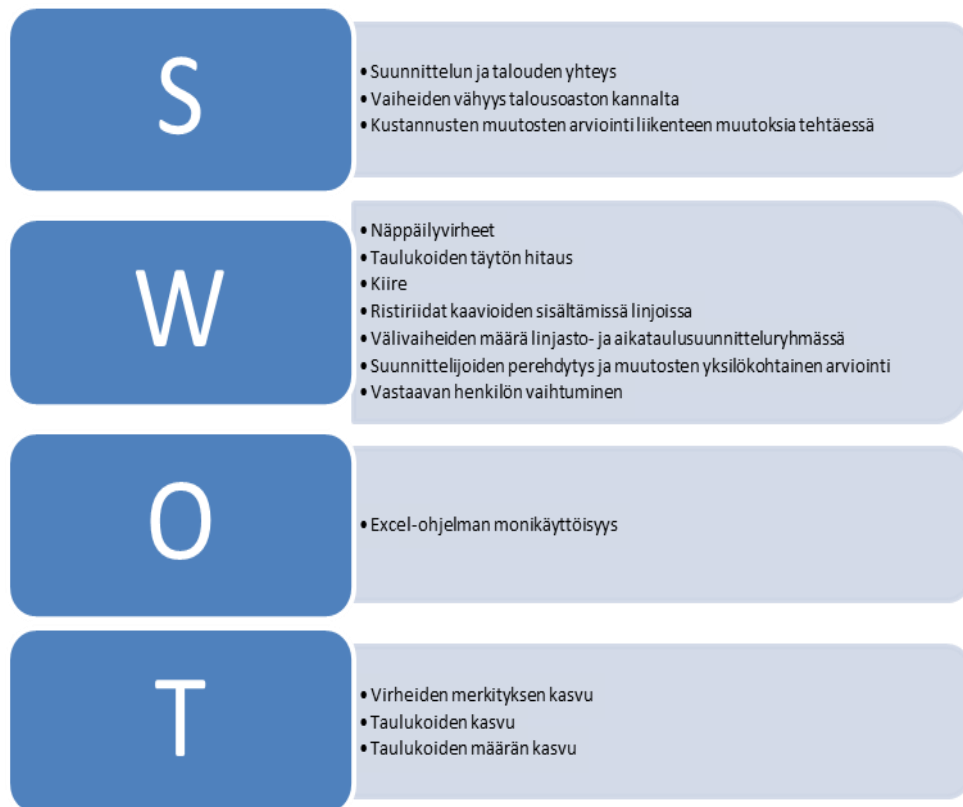 S
• Suunnittelun ja talouden yhteys
• Vaiheiden vähyys talousoaston kannalta
• Kustannusten muutosten arviointi liikenteen muutoksia tehtäessä
W
• Näppäilyvirheet
• Taulukoiden täytön hitaus
• Kiire
• Ristiriidat kaavioiden sisältämissä linjoissa
• Välivaiheiden määrä linjasto- ja aikataulusuunnitteluryhmässä
• Suunnittelijoiden perehdytys ja muutosten yksilökohtainen arviointi
• Vastaavan henkilön vaihtuminen
O
• Excel-ohjelman monikäyttöisyys
T
• Virheiden merkityksen kasvu
• Taulukoiden kasvu
• Taulukoiden määrän kasvu